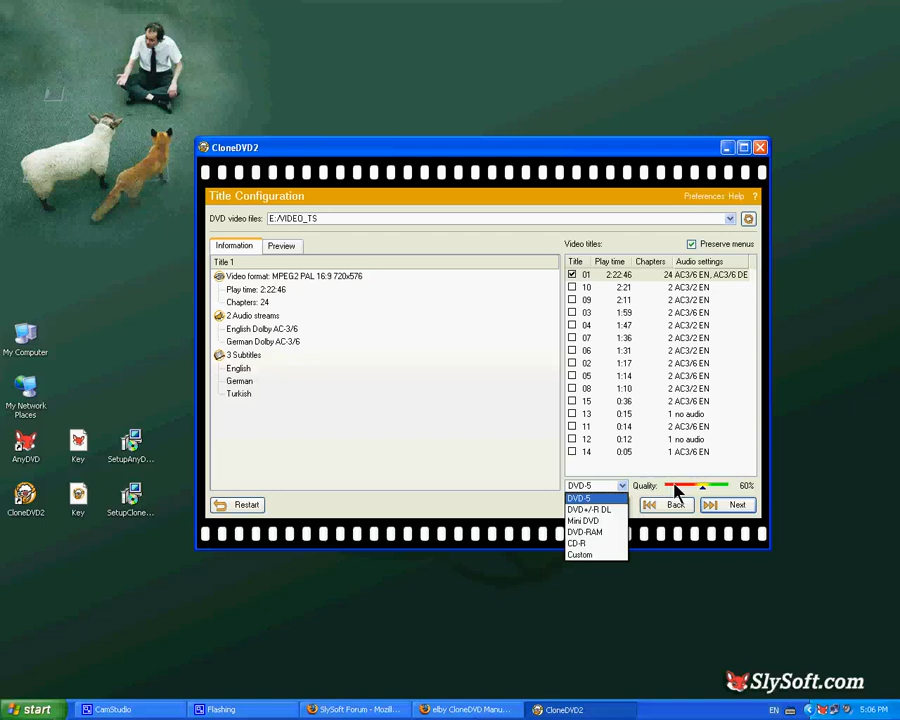 CloneDVD2
Title Configuration
Preferences Help ?
DVD video files: E:/VIDEO_TS
Information Preview
Video titles: Preserve menus
Title 1
Video format: MPEG2 PAL 16:9 720x576
Play time: 2:22:46
Chapters: 24
2 Audio streams
English Dolby AC-3/6
German Dolby AC-3/6
3 Subtitles
English
German
Turkish
Title Play time Chapters Audio settings
01 2:22:46 24 AC3/6 EN, AC3/6 DE
10 2:21 2 AC3/2 EN
09 2:11 2 AC3/2 EN
03 1:59 2 AC3/6 EN
04 1:47 2 AC3/2 EN
07 1:36 2 AC3/2 EN
06 1:31 2 AC3/2 EN
02 1:17 2 AC3/6 EN
05 1:14 2 AC3/6 EN
08 1:10 2 AC3/2 EN
15 0:36 2 AC3/6 EN
13 0:15 1 no audio
11 0:14 2 AC3/6 EN
12 0:12 1 no audio
14 0:05 1 AC3/6 EN
DVD-5 Quality: 60%
DVD-5
DVD+/-R DL
Mini DVD
DVD-RAM
CD-R
Custom
Restart
Back
Next
My Computer
My Network
Places
AnyDVD
Key
SetupAnyD...
CloneDVD2
Key
SetupClone...
SlySoft.com
start
CamStudio
Flashing
SlySoft Forum - Mozill...
elby CloneDVD Manu...
CloneDVD2
EN
5:06 PM